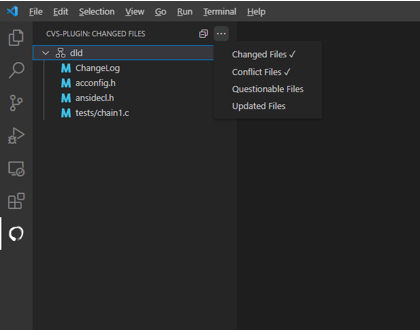 File Edit Selection View Go Run Terminal Help
CVS-PLUGIN: CHANGED FILES
dld
M ChangeLog
M acconfig.h
M ansidecl.h
M tests/chain1.c
Changed Files ✓
Conflict Files ✓
Questionable Files
Updated Files